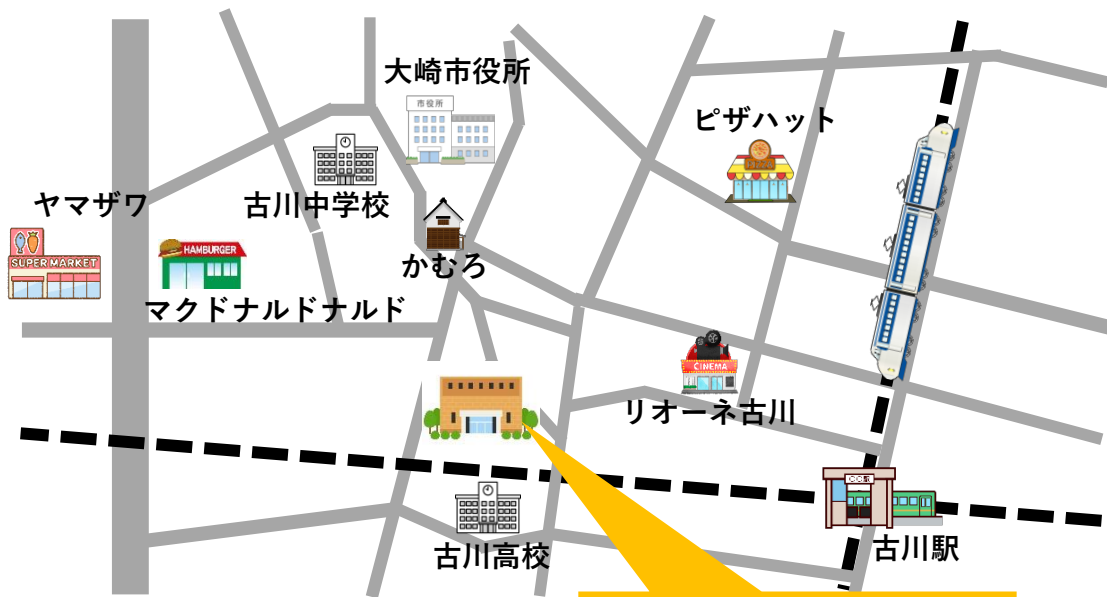 大崎市役所
市役所
ピザハット
ヤマザワ
古川中学校
SUPER MARKET
HAMBURGER
かむろ
マクドナルドナルド
CINEMA
リオーネ古川
古川高校
古川駅